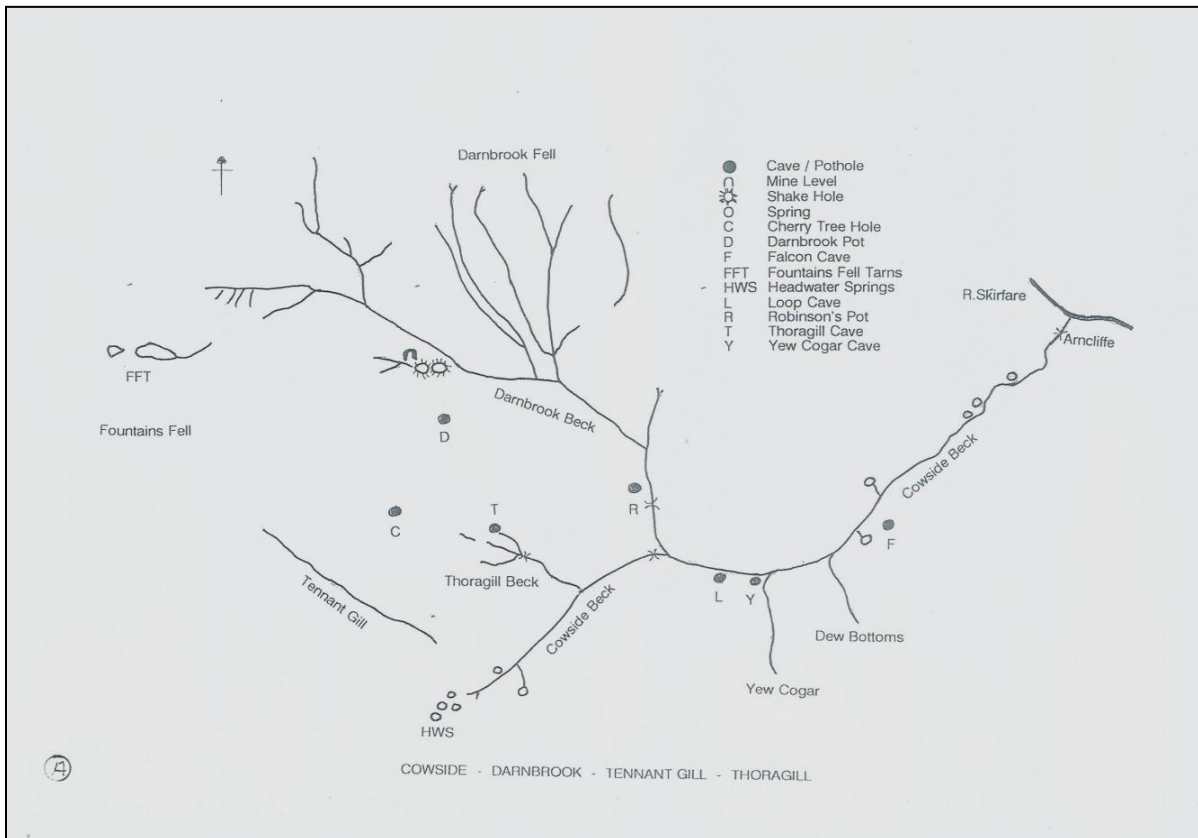 Darnbrook Fell
Cave / Pothole
Mine Level
Shake Hole
Spring
C Cherry Tree Hole
D Darnbrook Pot
F Falcon Cave
FFT Fountains Fell Tarns
HWS Headwater Springs
L Loop Cave
R Robinson's Pot
T Thoragill Cave
Y Yew Cogar Cave
R.Skirfare
Arncliffe
FFT
Darnbrook Beck
Fountains Fell
D
Cowside Beck
R
C
T
F
Thoragill Beck
Tennant Gill
Cowside Beck
L
Y
Dew Bottoms
Yew Cogar
HWS
A
COWSIDE - DARNBROOK - TENNANT GILL - THORAGILL